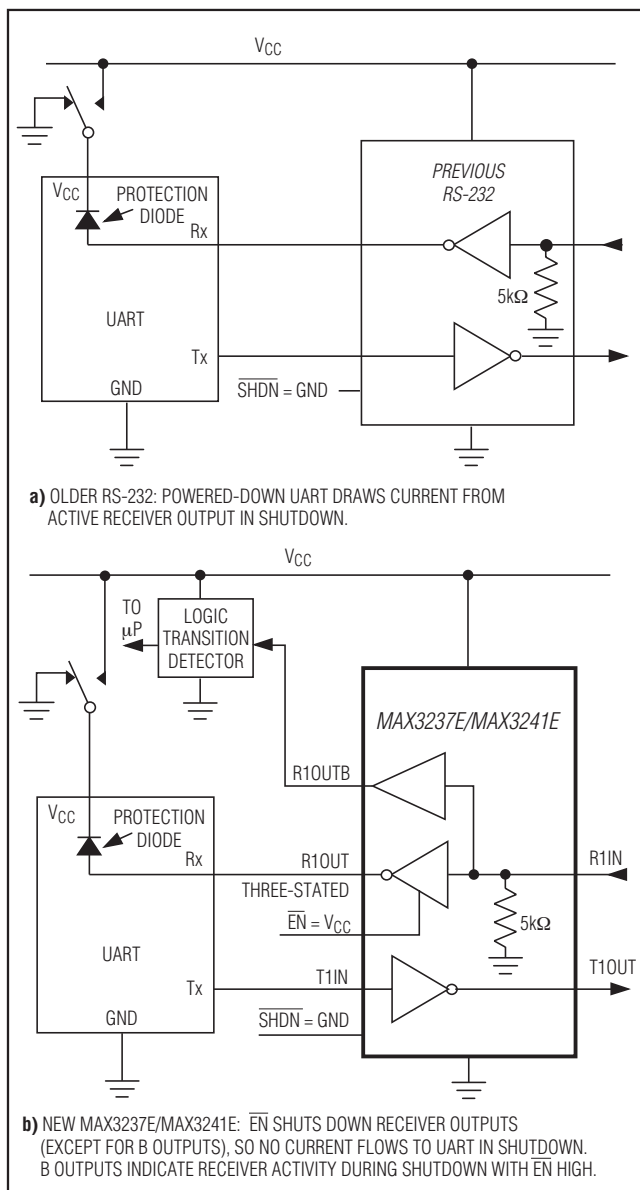 VCC
VCC
PROTECTION
DIODE
Rx
UART
Tx
GND
SHDN = GND
PREVIOUS
RS-232
5kΩ
a) OLDER RS-232: POWERED-DOWN UART DRAWS CURRENT FROM
ACTIVE RECEIVER OUTPUT IN SHUTDOWN.
VCC
TO
µP
LOGIC
TRANSITION
DETECTOR
MAX3237E/MAX3241E
R1OUTB
VCC
PROTECTION
DIODE
Rx
R1OUT
R1IN
THREE-STATED
EN = VCC
5kΩ
UART
Tx
T1IN
T1OUT
GND
SHDN = GND
b) NEW MAX3237E/MAX3241E: EN SHUTS DOWN RECEIVER OUTPUTS
(EXCEPT FOR B OUTPUTS), SO NO CURRENT FLOWS TO UART IN SHUTDOWN.
B OUTPUTS INDICATE RECEIVER ACTIVITY DURING SHUTDOWN WITH EN HIGH.